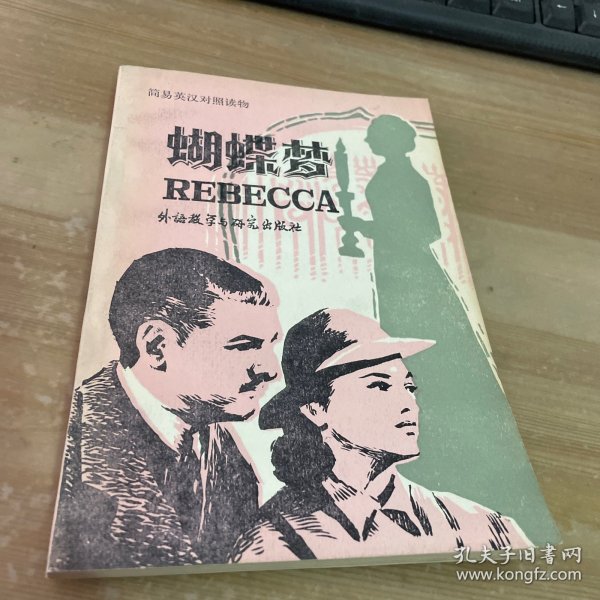 简易英汉对照读物
蝴蝶梦
REBECCA
外语教学与研究出版社
孔夫子旧书网
www.kongfz.com